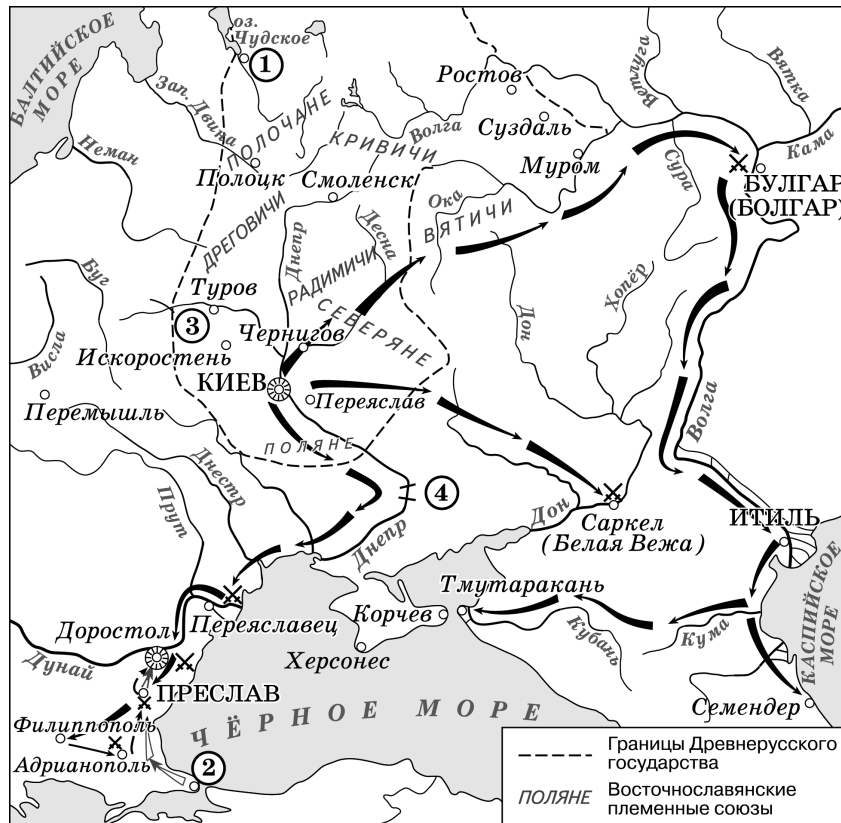 оз.
Чудское
1
БАЛТИЙСКОЕ
МОРЕ
Зап. Двина
Неман
ПОЛОЧАНЕ
КРИВИЧИ
Волга
Ростов
Суздаль
Муром
Ветлуга
Вятка
Кама
Сура
БУЛГАР
(БОЛГАР)
Полоцк
Смоленск
Ока
ВЯТИЧИ
ДРЕГОВИЧИ
Днепр
Десна
РАДИМИЧИ
СЕВЕРЯНЕ
Буг
Туров
3
Чернигов
Искоростень
Дон
Хопёр
Висла
КИЕВ
Переяслав
Перемышль
ПОЛЯНЕ
Волга
Днестр
Прут
4
Днепр
Дон
Саркел
(Белая Вежа)
ИТИЛЬ
КАСПИЙСКОЕ
МОРЕ
Тмутаракань
Корчев
Переяславец
Доростол
Дунай
Херсонес
Кубань
Кума
Семендер
ПРЕСЛАВ
ЧЁРНОЕ МОРЕ
Филиппополь
Адрианополь
2
Границы Древнерусского
государства
ПОЛЯНЕ Восточнославянские
племенные союзы